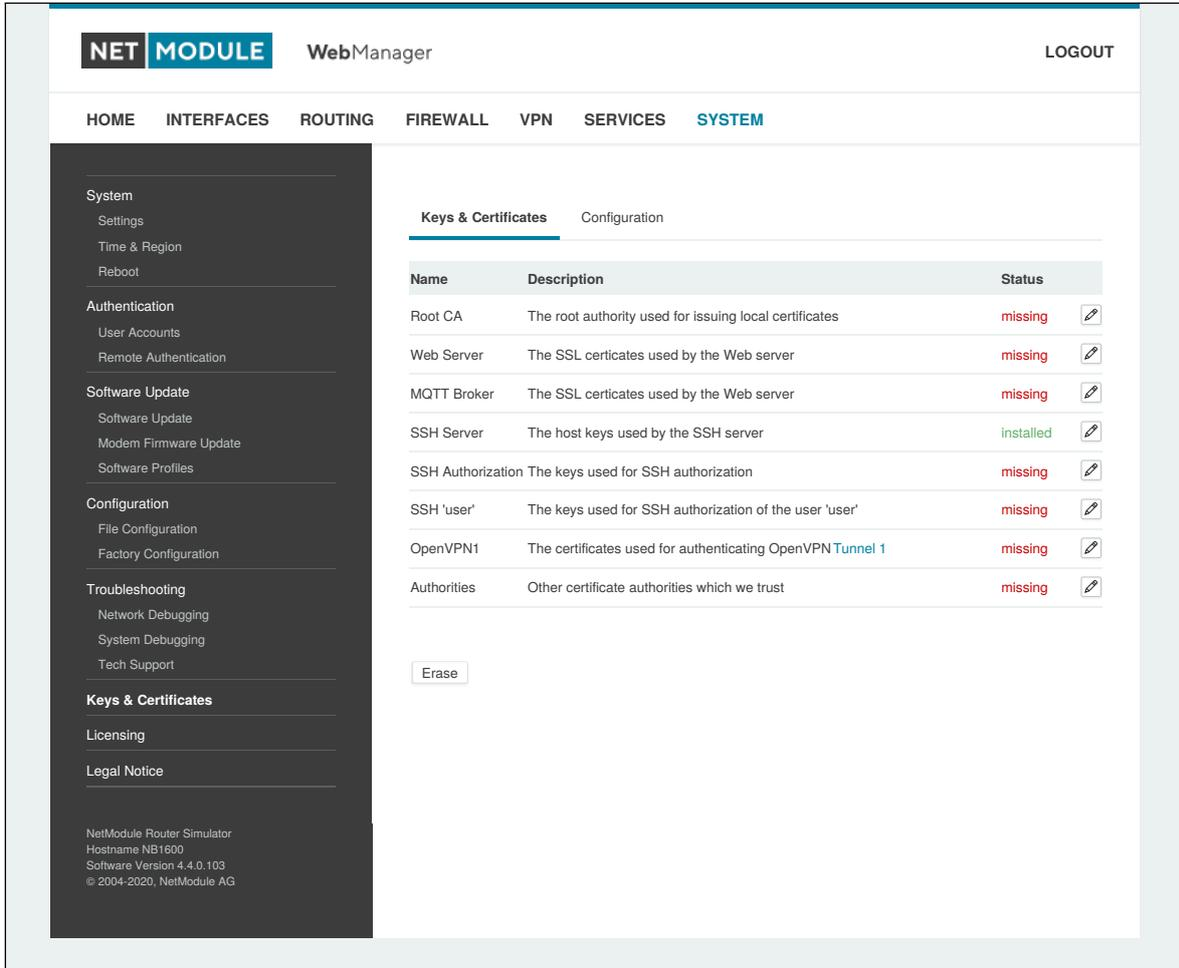 NET MODULE WebManager LOGOUT
HOME INTERFACES ROUTING FIREWALL VPN SERVICES SYSTEM
System
Settings
Time & Region
Reboot
Authentication
User Accounts
Remote Authentication
Software Update
Software Update
Modem Firmware Update
Software Profiles
Configuration
File Configuration
Factory Configuration
Troubleshooting
Network Debugging
System Debugging
Tech Support
Keys & Certificates
Licensing
Legal Notice
NetModule Router Simulator
Hostname NB1600
Software Version 4.4.0.103
© 2004-2020, NetModule AG
Keys & Certificates Configuration
Name Description Status
Root CA The root authority used for issuing local certificates missing
Web Server The SSL certicates used by the Web server missing
MQTT Broker The SSL certicates used by the Web server missing
SSH Server The host keys used by the SSH server installed
SSH Authorization The keys used for SSH authorization missing
SSH 'user' The keys used for SSH authorization of the user 'user' missing
OpenVPN1 The certificates used for authenticating OpenVPN Tunnel 1 missing
Authorities Other certificate authorities which we trust missing
Erase